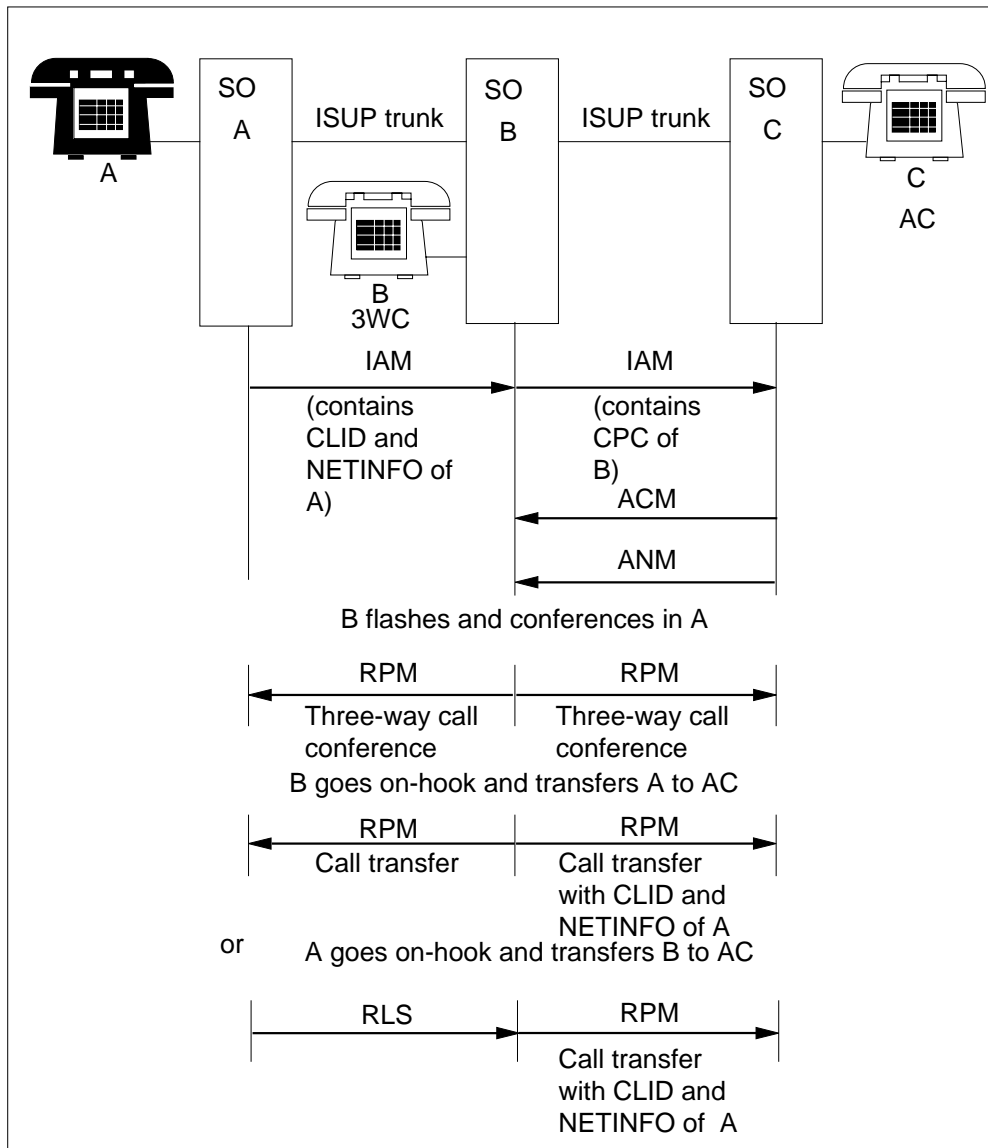 SO
A
ISUP trunk
SO
B
ISUP trunk
SO
C
A
C
AC
B
3WC
IAM
(contains
CLID and
NETINFO of
A)
IAM
(contains
CPC of
B)
ACM
ANM
B flashes and conferences in A
RPM
Three-way call
conference
RPM
Three-way call
conference
B goes on-hook and transfers A to AC
RPM
Call transfer
RPM
Call transfer
with CLID and
NETINFO of A
or
A goes on-hook and transfers B to AC
RLS
RPM
Call transfer
with CLID and
NETINFO of A